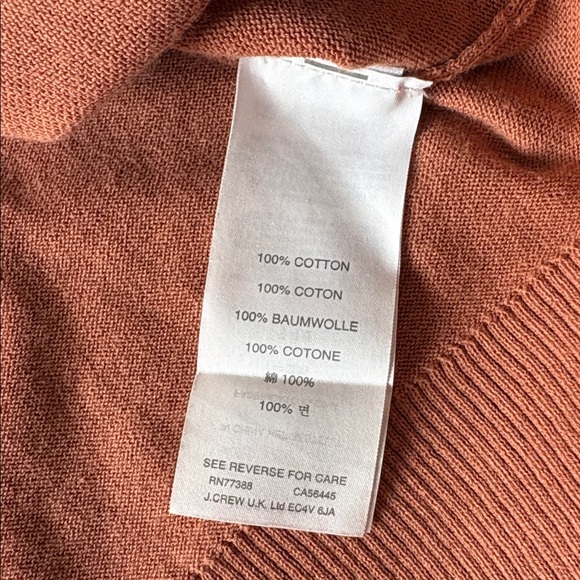 100% COTTON
100% COTON
100% BAUMWOLLE
100% COTONE
綿 100%
100% 면
SEE REVERSE FOR CARE
RN77388 CA56445
J.CREW U.K. Ltd EC4V 6JA